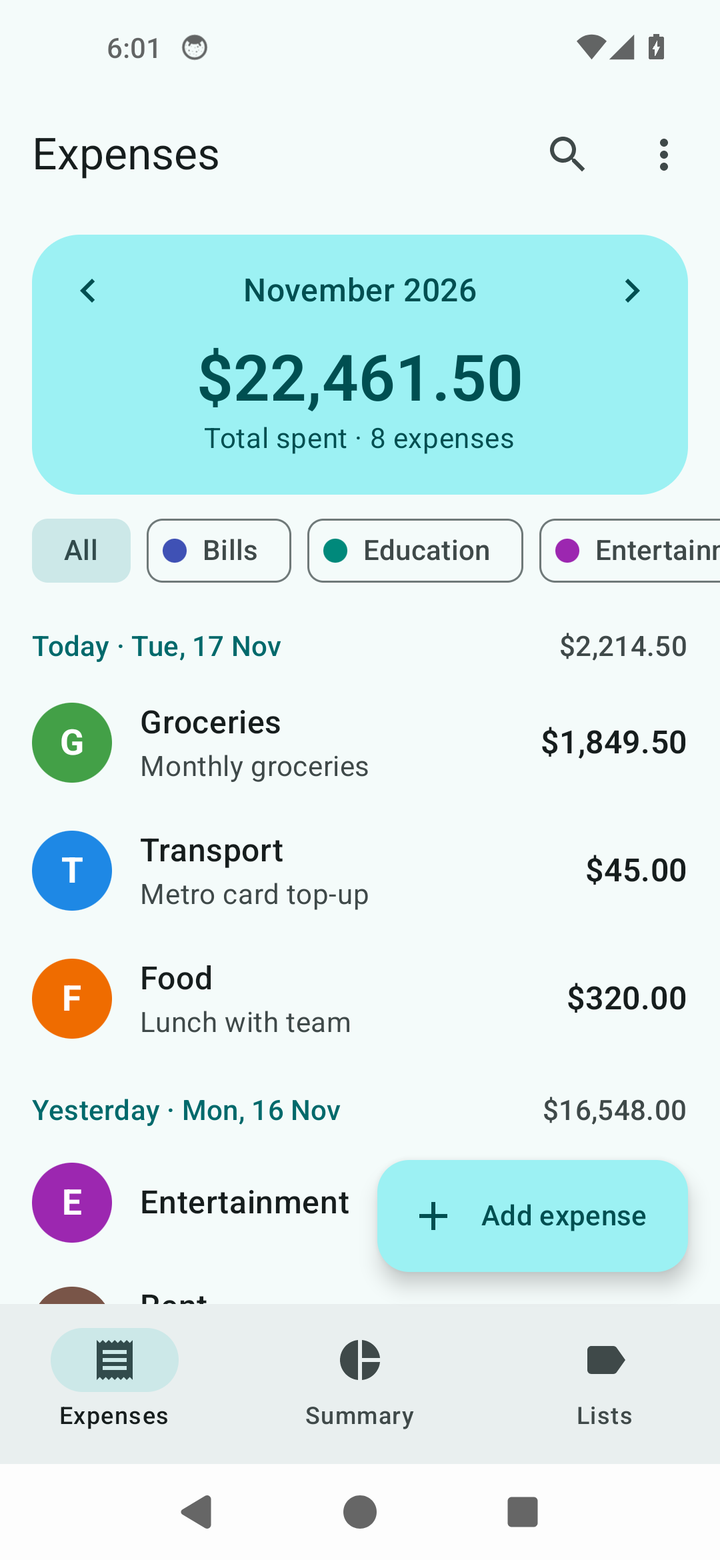 6:01
Expenses
November 2026
$22,461.50
Total spent · 8 expenses
All
Bills
Education
Today · Tue, 17 Nov
$2,214.50
G
Groceries
Monthly groceries
$1,849.50
T
Transport
Metro card top-up
$45.00
F
Food
Lunch with team
$320.00
Yesterday · Mon, 16 Nov
$16,548.00
E
Entertainment
Add expense
Expenses
Summary
Lists